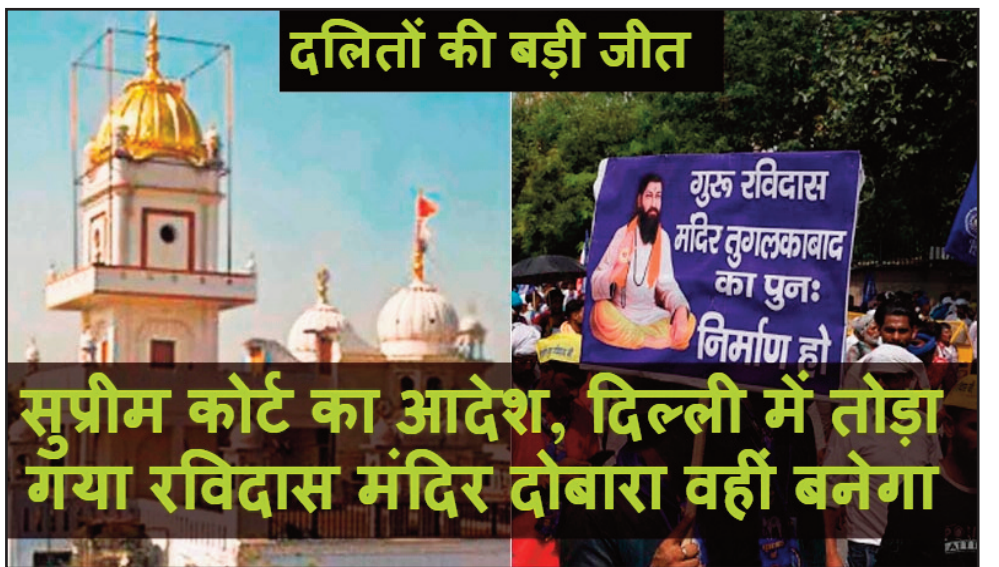 दलितों की बड़ी जीत
गुरू रविदास
मंदिर तुगलकाबाद
का पुनः
निर्माण हो
सुप्रीम कोर्ट का आदेश, दिल्ली में तोड़ा
गया रविदास मंदिर दोबारा वहीं बनेगा